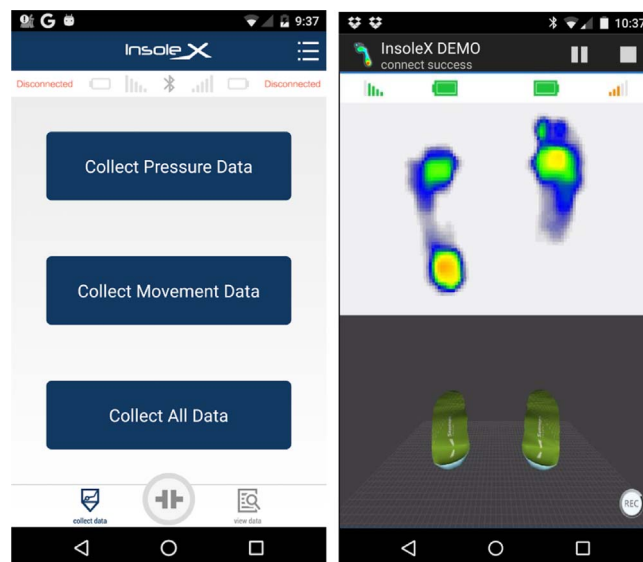 G
9:37
Insole X
Disconnected
Disconnected
Collect Pressure Data
Collect Movement Data
Collect All Data
collect data
view data
10:37
InsoleX DEMO
connect success
REC